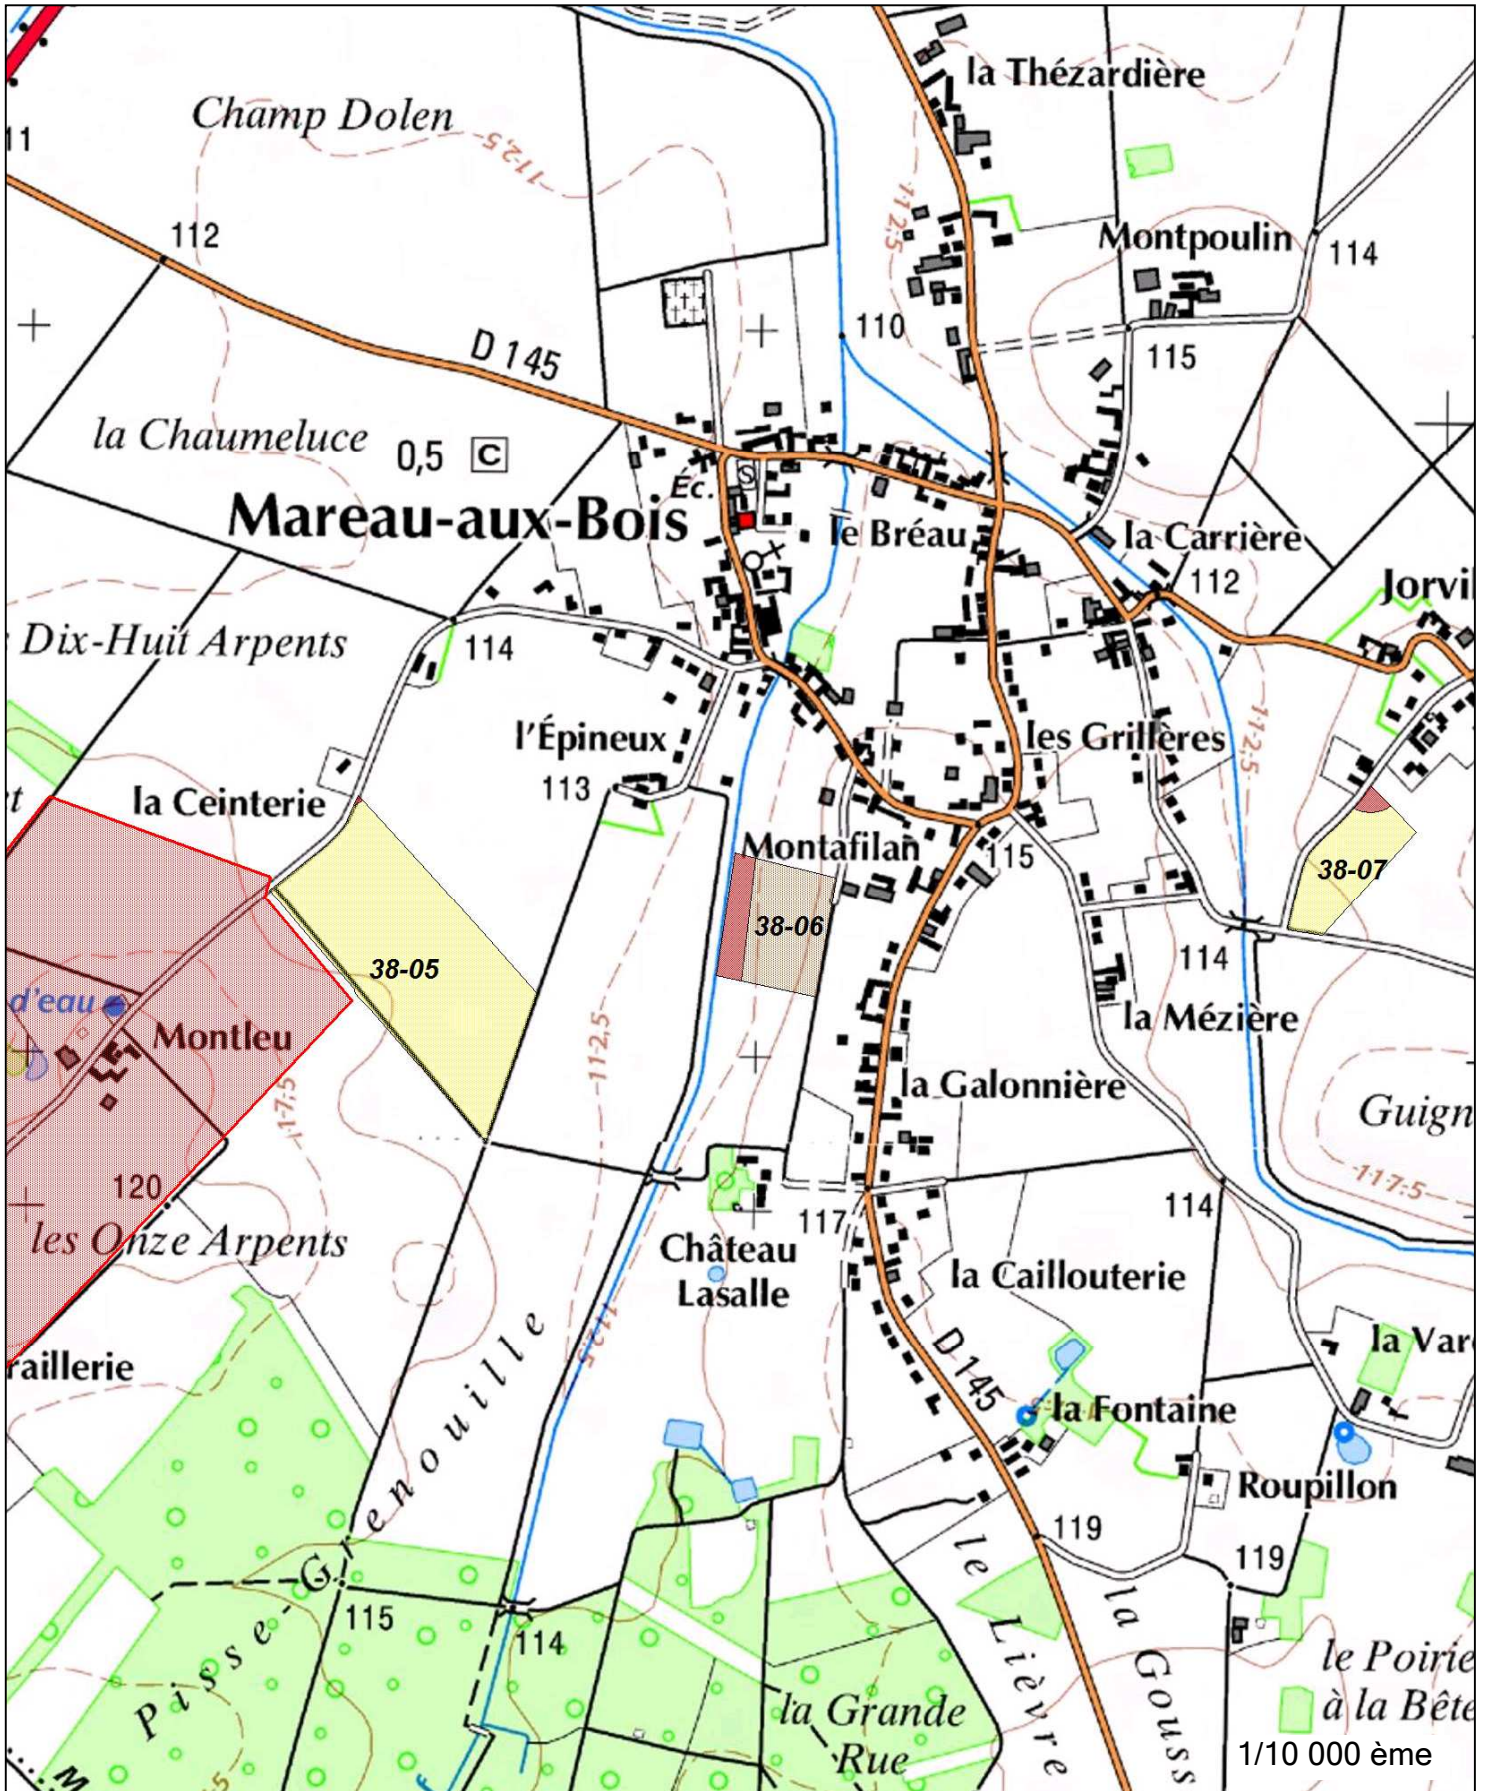 la Thézardière
Champ Dolen
112,5
11
112,5
112
Montpoulin
114
110
D 145
115
la Chaumeluce
0,5 C
Ec.
S
Mareau-aux-Bois
le Bréau
la Carrière
112
Jorvil
Dix-Huit Arpents
114
l'Épineux
les Grillères
112,5
113
la Ceinterie
Montafilan
115
38-07
38-06
38-05
114
d'eau
la Mézière
Montleu
112,5
la Galonnière
117,5
Guign
117,5
120
114
117
les Onze Arpents
Château
Lasalle
la Caillouterie
112,5
raillerie
D 145
la Var
la Fontaine
Roupillon
Pisse-Grenouille
119
119
115
114
le Lièvre
la Gouss
le Poirie
à la Bête
la Grande
Rue
1/10 000 ème